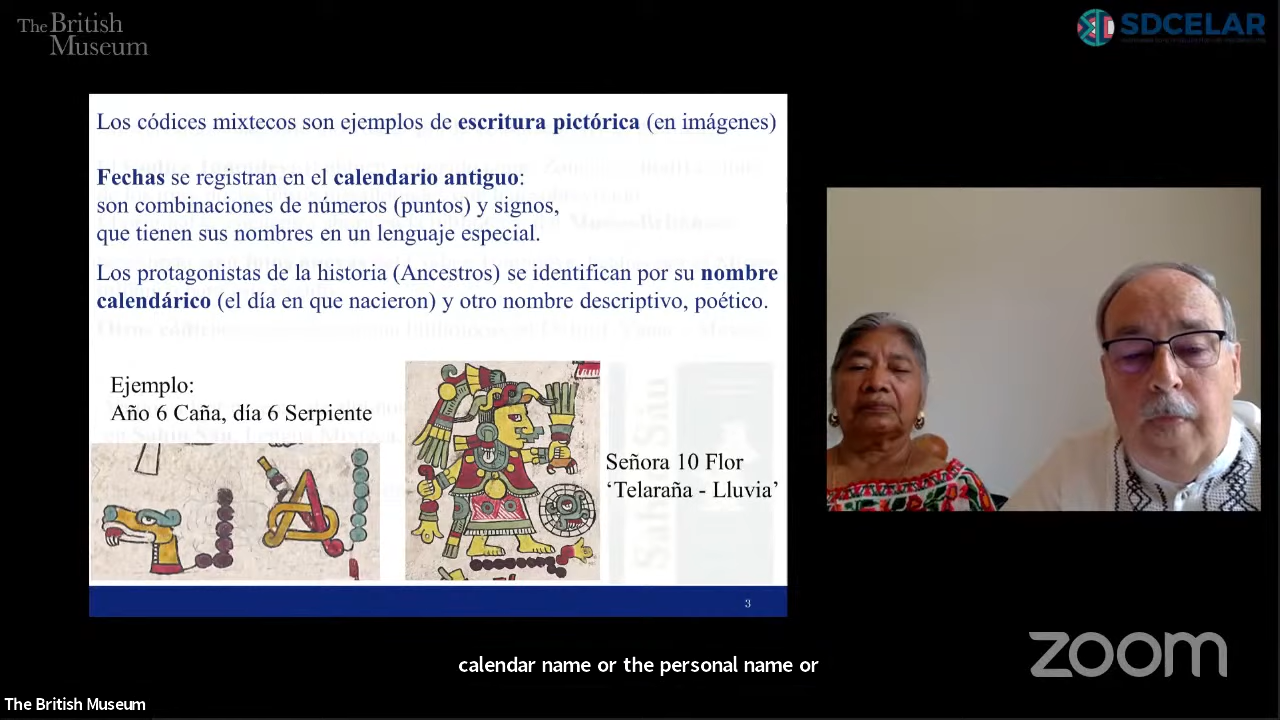 The British
Museum
SDCELAR
Los códices mixtecos son ejemplos de escritura pictórica (en imágenes)
Fechas se registran en el calendario antiguo:
son combinaciones de números (puntos) y signos,
que tienen sus nombres en un lenguaje especial.
Los protagonistas de la historia (Ancestros) se identifican por su nombre
calendárico (el día en que nacieron) y otro nombre descriptivo, poético.
Ejemplo:
Año 6 Caña, día 6 Serpiente
Señora 10 Flor
‘Telaraña - Lluvia’
Sahin Sau
3
calendar name or the personal name or
zoom
The British Museum